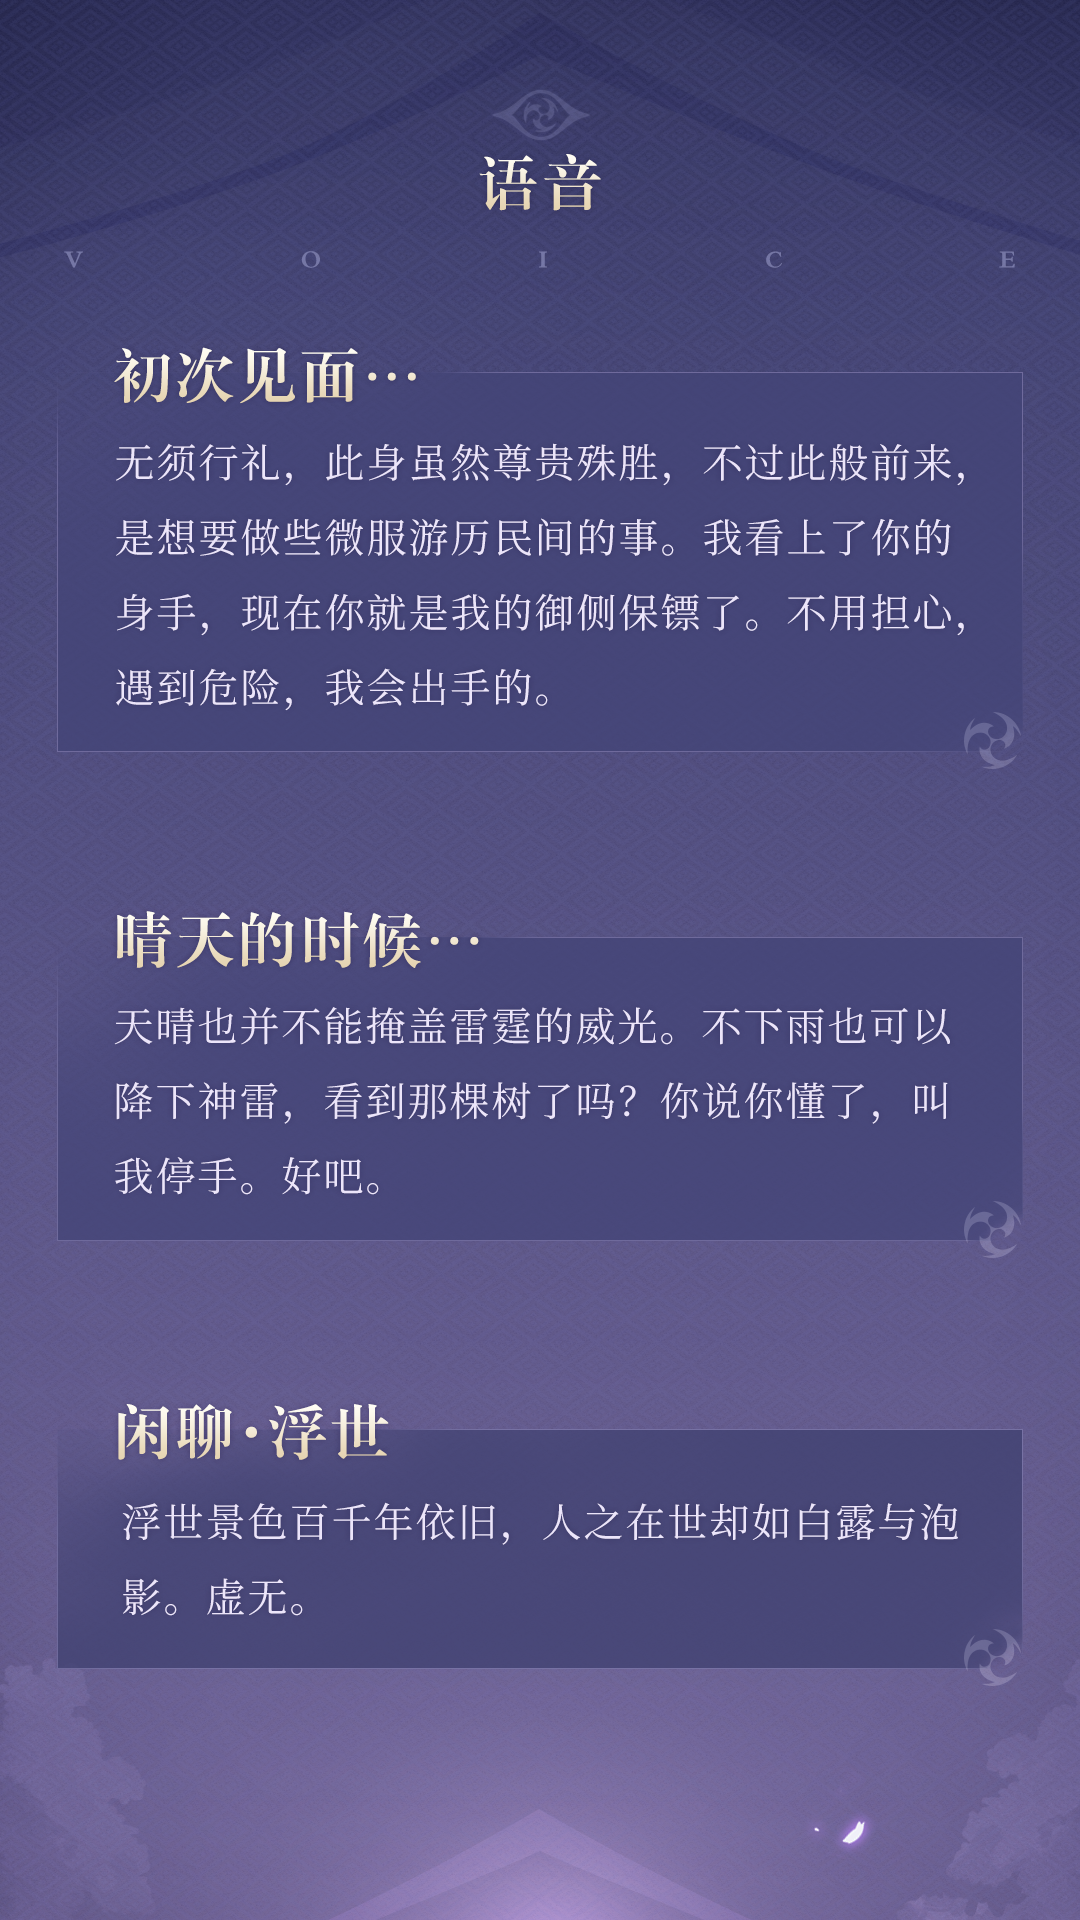 语音
V O I C E
初次见面…
无须行礼，此身虽然尊贵殊胜，不过此般前来，
是想要做些微服游历民间的事。我看上了你的
身手，现在你就是我的御侧保镖了。不用担心，
遇到危险，我会出手的。
晴天的时候…
天晴也并不能掩盖雷霆的威光。不下雨也可以
降下神雷，看到那棵树了吗？你说你懂了，叫
我停手。好吧。
闲聊·浮世
浮世景色百千年依旧，人之在世却如白露与泡
影。虚无。